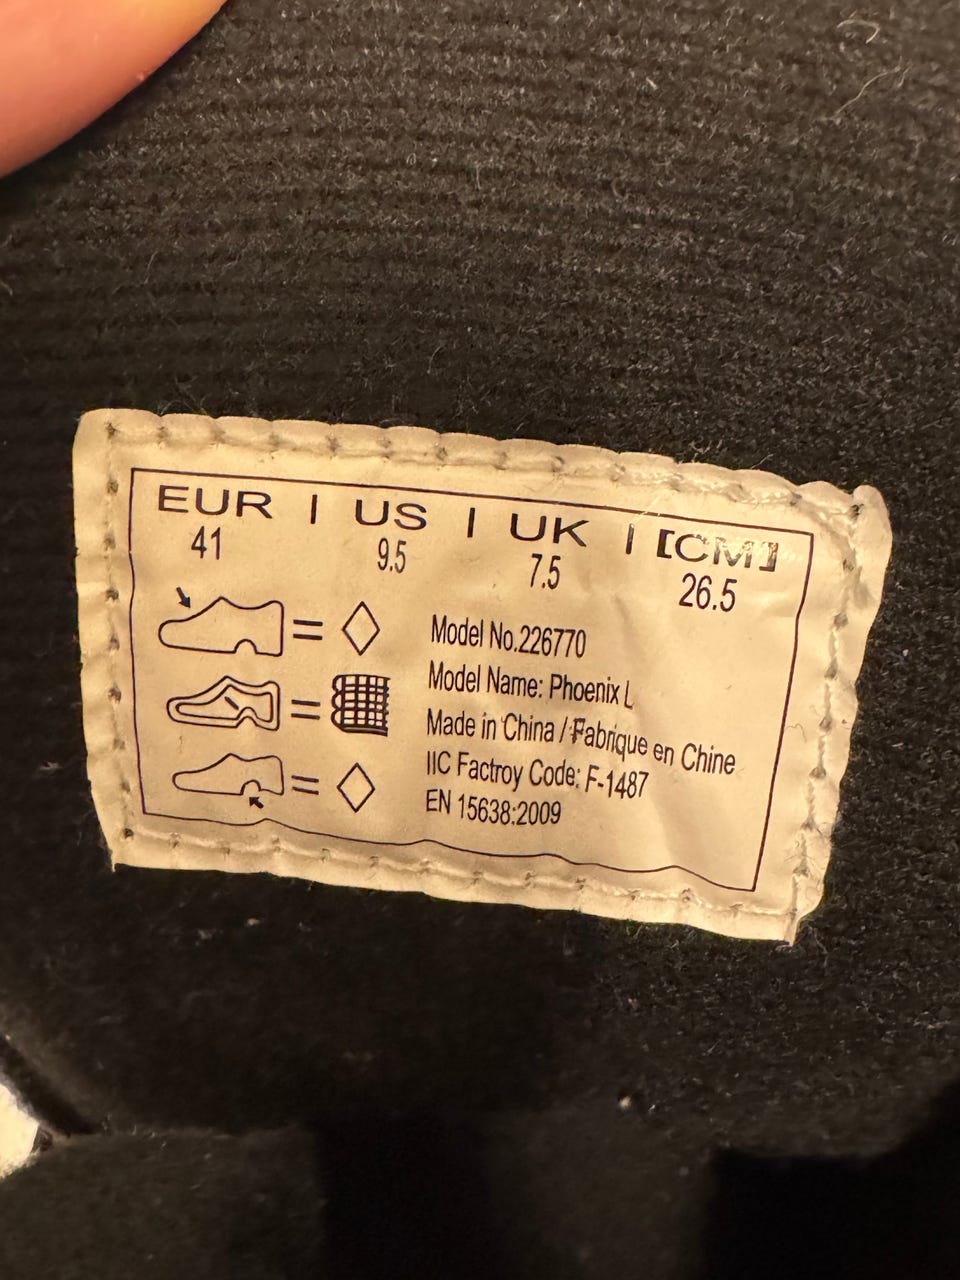 EUR | US | UK | [CM]
41 9.5 7.5 26.5
Model No.226770
Model Name: Phoenix L
Made in China / Fabrique en Chine
IIC Factroy Code: F-1487
EN 15638:2009